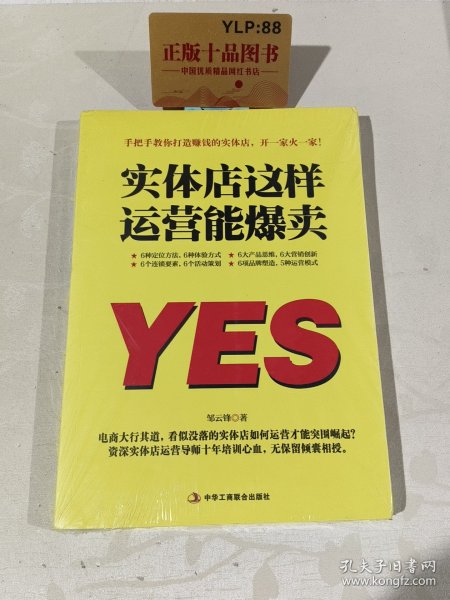 YLP:88
正版十品图书
一中国优质精品网红书店一
手把手教你打造赚钱的实体店，开一家火一家！
实体店这样
运营能爆卖
★ 6种定位方法，6种体验方式 ★ 6大产品思维，6大营销创新
★ 6个连锁要素，6个活动策划 ★ 6项品牌塑造，5种运营模式
YES
邹云锋◎著
电商大行其道，看似没落的实体店如何运营才能突围崛起？
资深实体店运营导师十年培训心血，无保留倾囊相授。
中华工商联合出版社
孔夫子旧书网
www.kongfz.com